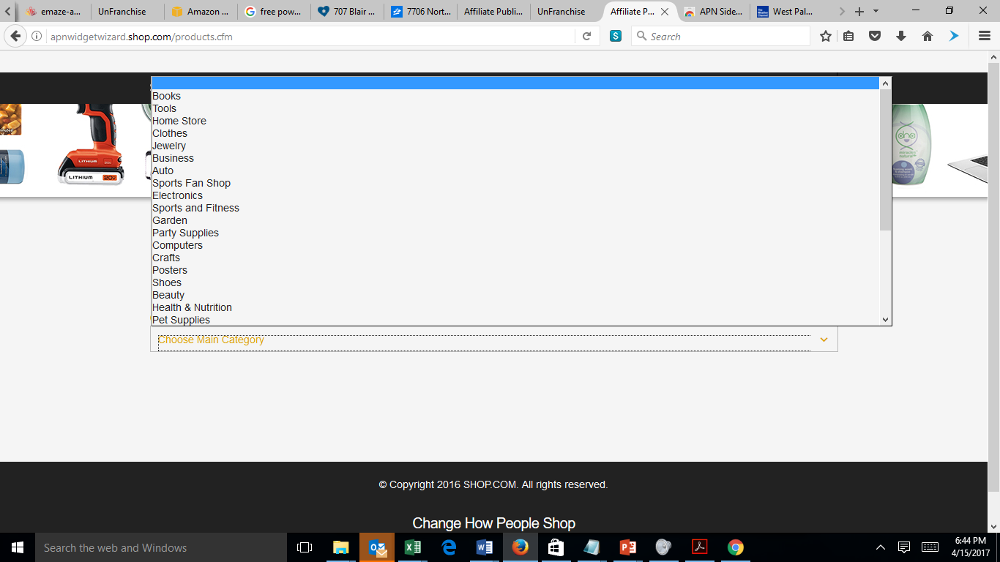 emaze-a...
UnFranchise
Amazon ...
free pow...
707 Blair ...
7706 Nort...
Affiliate Publi...
UnFranchise
Affiliate P...
APN Side...
West Pal...
apnwidgetwizard.shop.com/products.cfm
S
Search
Books
Tools
Home Store
Clothes
Jewelry
Business
Auto
Sports Fan Shop
Electronics
Sports and Fitness
Garden
Party Supplies
Computers
Crafts
Posters
Shoes
Beauty
Health & Nutrition
Pet Supplies
LITHIUM
LITHIUM 20V
dna
miracles
natural™
Choose Main Category
© Copyright 2016 SHOP.COM. All rights reserved.
Change How People Shop
Search the web and Windows
6:44 PM
4/15/2017